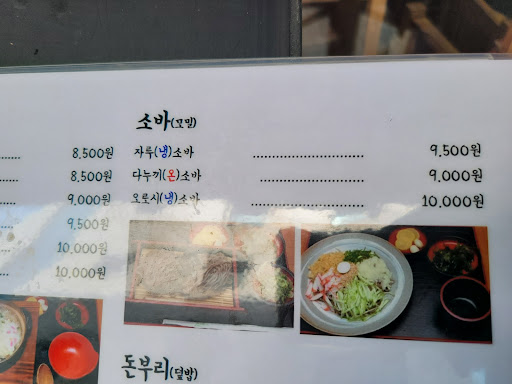 소바(모밀)
자루(냉)소바 9,500원
다누끼(온)소바 9,000원
오로시(냉)소바 10,000원
8,500원
8,500원
9,000원
9,500원
10,000원
10,000원
돈부리(덮밥)